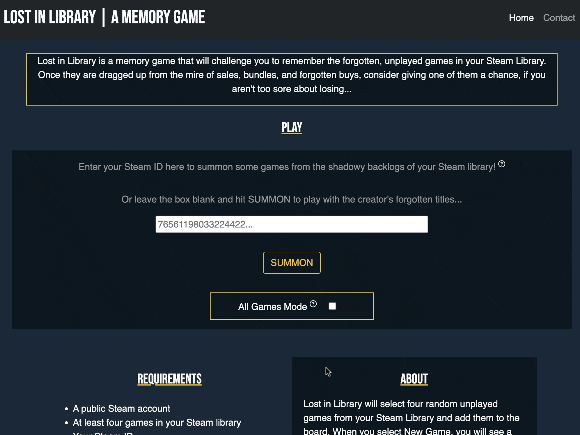 LOST IN LIBRARY | A MEMORY GAME
Home Contact
Lost in Library is a memory game that will challenge you to remember the forgotten, unplayed games in your Steam Library.
Once they are dragged up from the mire of sales, bundles, and forgotten buys, consider giving one of them a chance, if you
aren't too sore about losing...
PLAY
Enter your Steam ID here to summon some games from the shadowy backlogs of your Steam library! ?
Or leave the box blank and hit SUMMON to play with the creator's forgotten titles...
76561198033224422...
SUMMON
All Games Mode ?
REQUIREMENTS
• A public Steam account
• At least four games in your Steam library
• Your Steam ID
ABOUT
Lost in Library will select four random unplayed
games from your Steam Library and add them to the
board. When you select New Game, you will see a